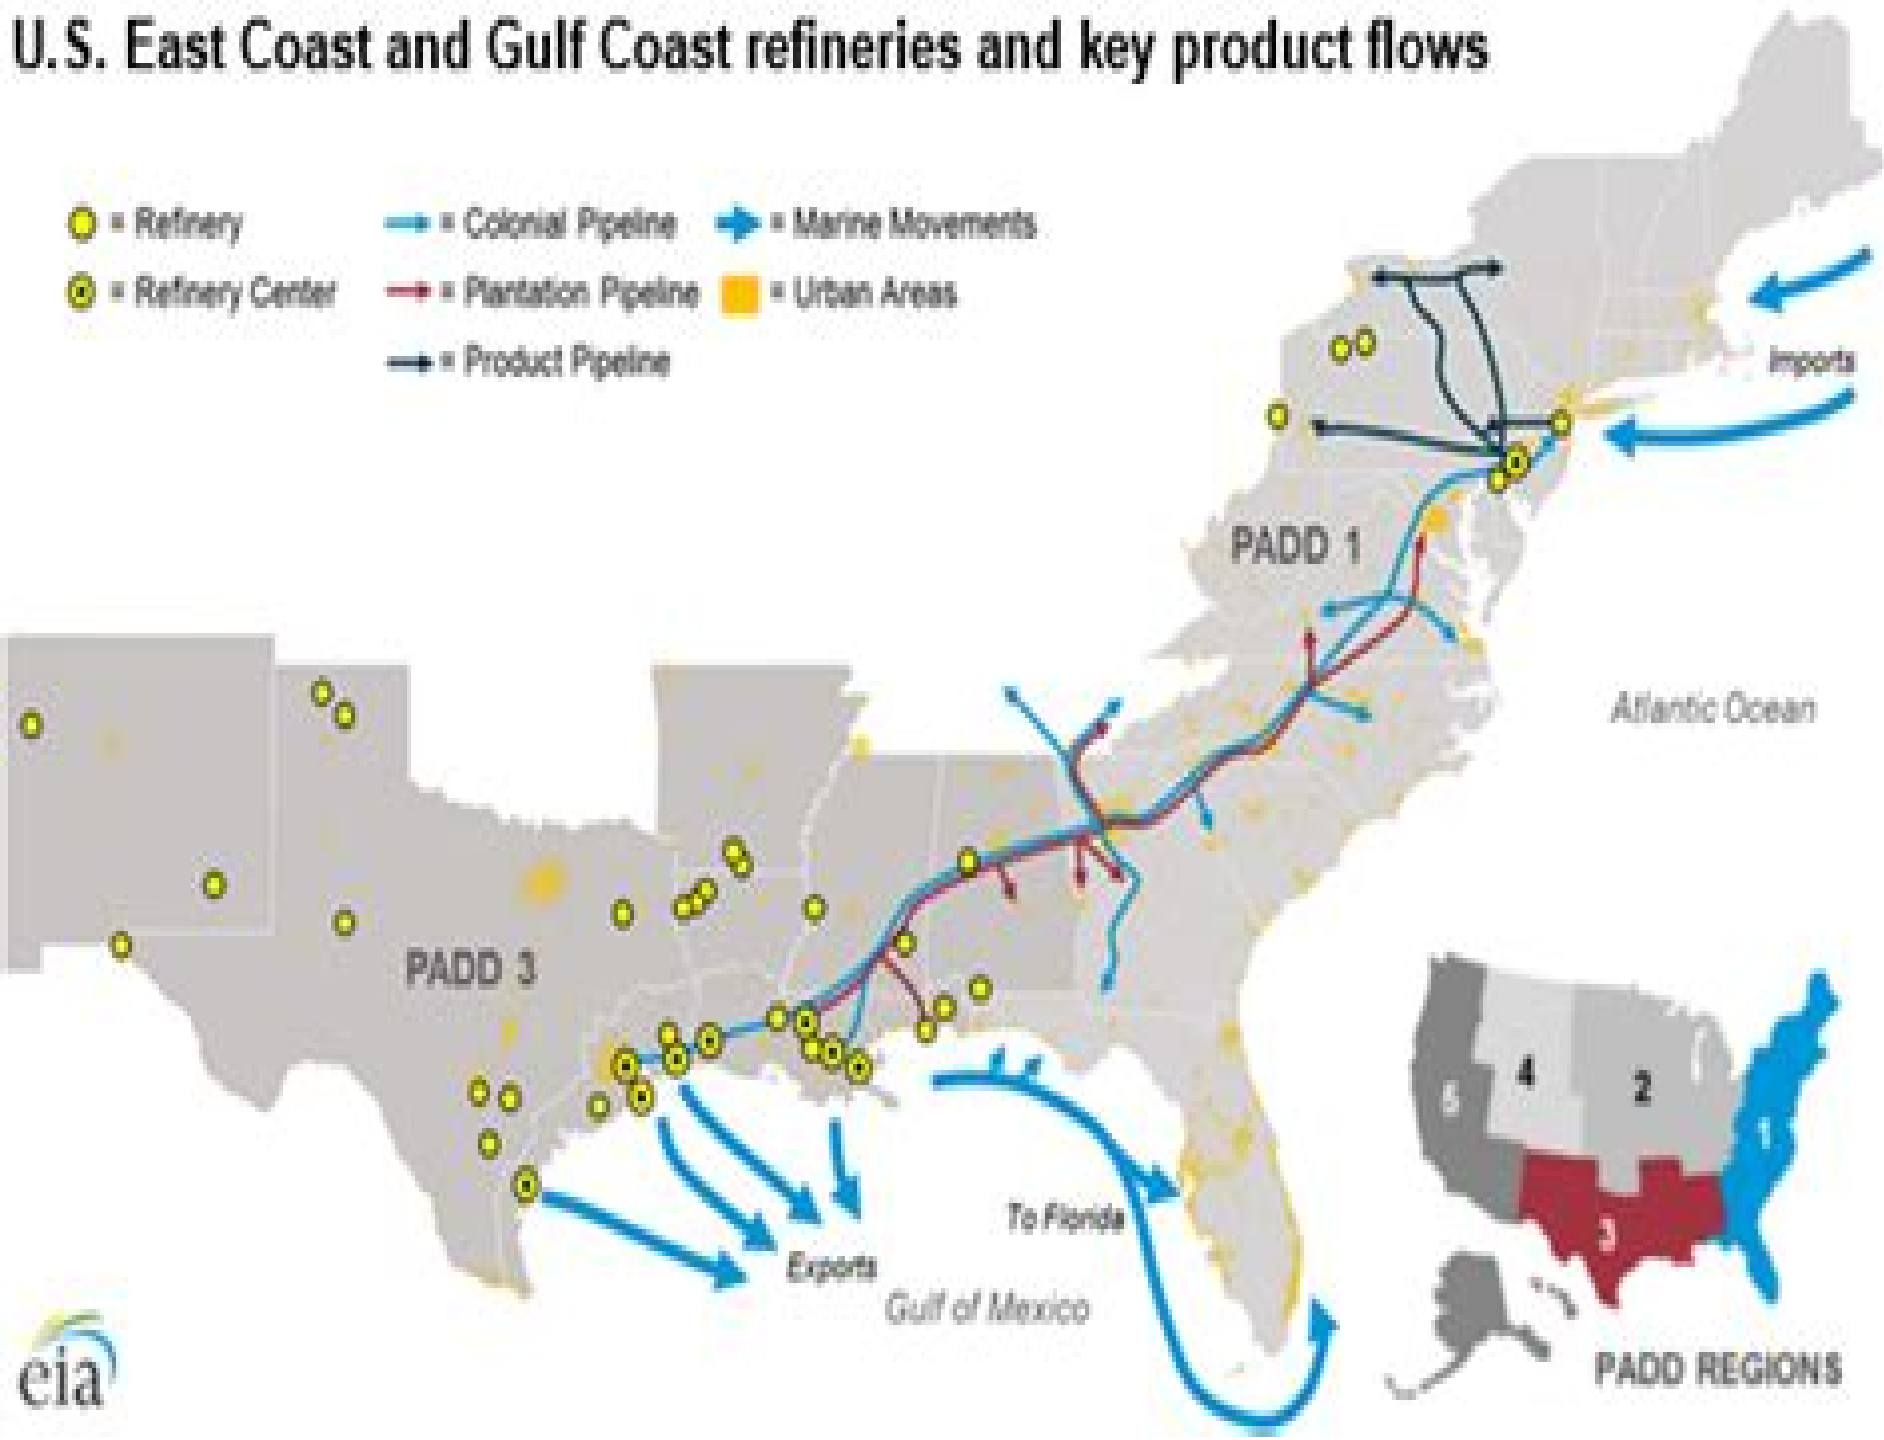 U.S. East Coast and Gulf Coast refineries and key product flows
= Refinery
= Colonial Pipeline
= Marine Movements
= Refinery Center
= Plantation Pipeline
= Urban Areas
= Product Pipeline
Imports
PADD 1
Atlantic Ocean
PADD 3
4
2
5
1
3
To Florida
Exports
Gulf of Mexico
eia
PADD REGIONS